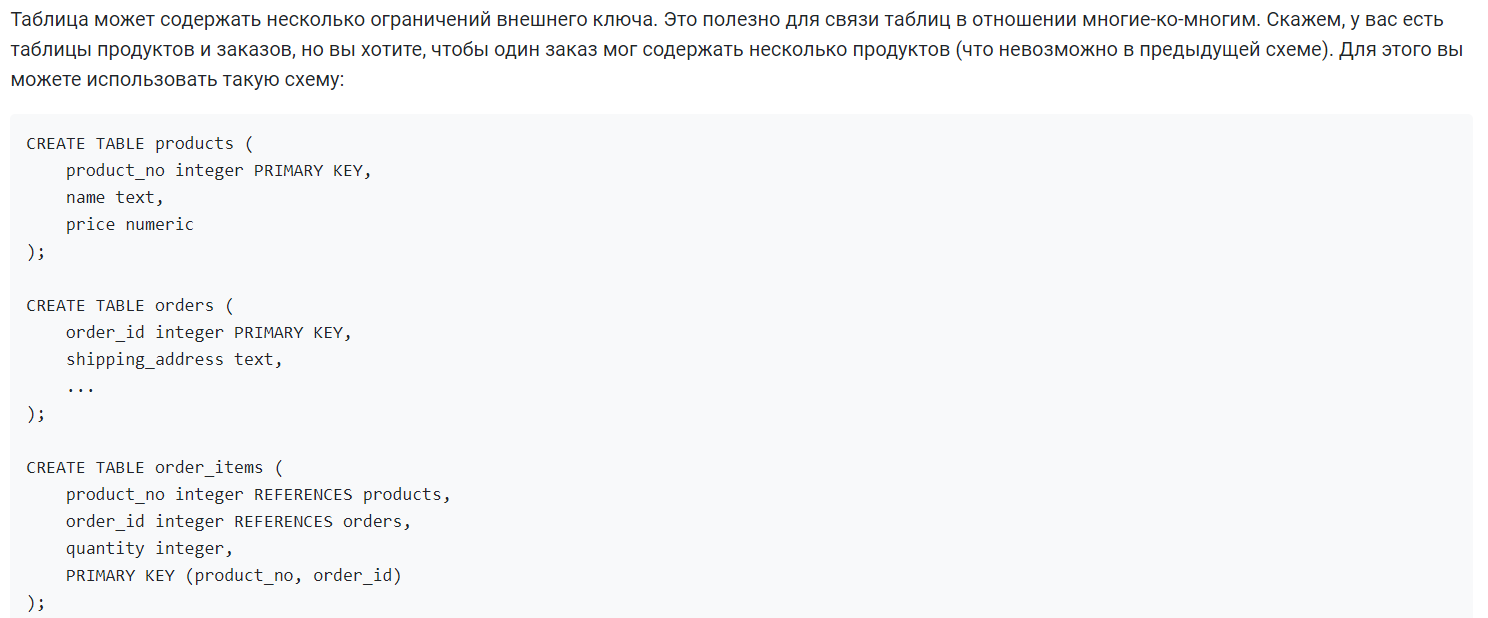 Таблица может содержать несколько ограничений внешнего ключа. Это полезно для связи таблиц в отношении многие-ко-многим. Скажем, у вас есть
таблицы продуктов и заказов, но вы хотите, чтобы один заказ мог содержать несколько продуктов (что невозможно в предыдущей схеме). Для этого вы
можете использовать такую схему:
CREATE TABLE products (
    product_no integer PRIMARY KEY,
    name text,
    price numeric
);
CREATE TABLE orders (
    order_id integer PRIMARY KEY,
    shipping_address text,
    ...
);
CREATE TABLE order_items (
    product_no integer REFERENCES products,
    order_id integer REFERENCES orders,
    quantity integer,
    PRIMARY KEY (product_no, order_id)
);